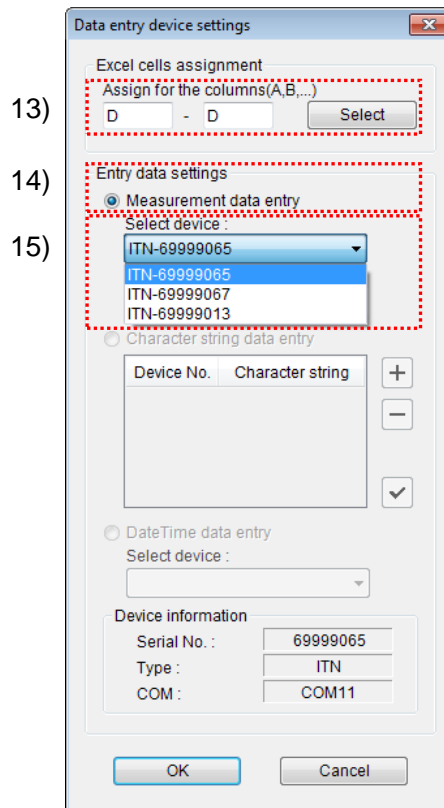 Data entry device settings
Excel cells assignment
13) Assign for the columns(A,B,...)
D - D Select
14) Entry data settings
Measurement data entry
15) Select device :
ITN-69999065
ITN-69999065
ITN-69999067
ITN-69999013
Character string data entry
Device No. Character string
DateTime data entry
Select device :
Device information
Serial No. : 69999065
Type : ITN
COM : COM11
OK Cancel